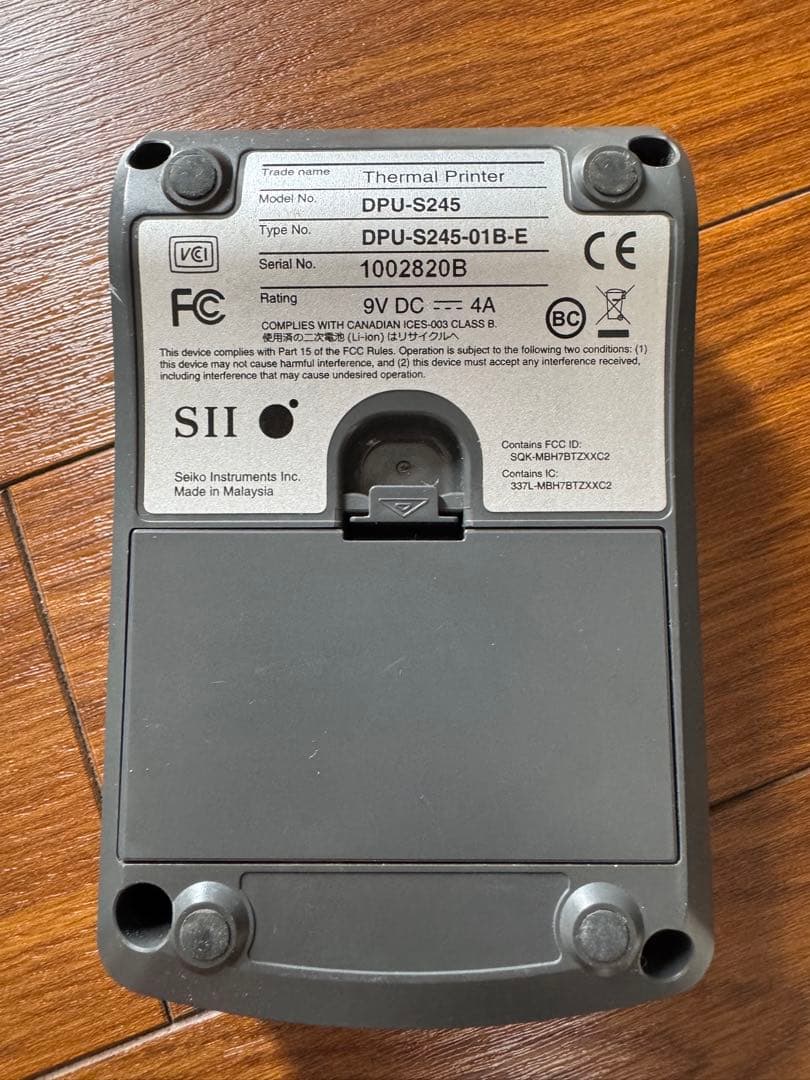 Trade name Thermal Printer
Model No. DPU-S245
Type No. DPU-S245-01B-E
Serial No. 1002820B
Rating 9V DC ⎓ 4A
VCI
FC
CE
BC
COMPLIES WITH CANADIAN ICES-003 CLASS B.
使用済の二次電池 (Li-ion) はリサイクルへ
This device complies with Part 15 of the FCC Rules. Operation is subject to the following two conditions: (1)
this device may not cause harmful interference, and (2) this device must accept any interference received,
including interference that may cause undesired operation.
SII
Seiko Instruments Inc.
Made in Malaysia
Contains FCC ID:
SQK-MBH7BTZXXC2
Contains IC:
337L-MBH7BTZXXC2